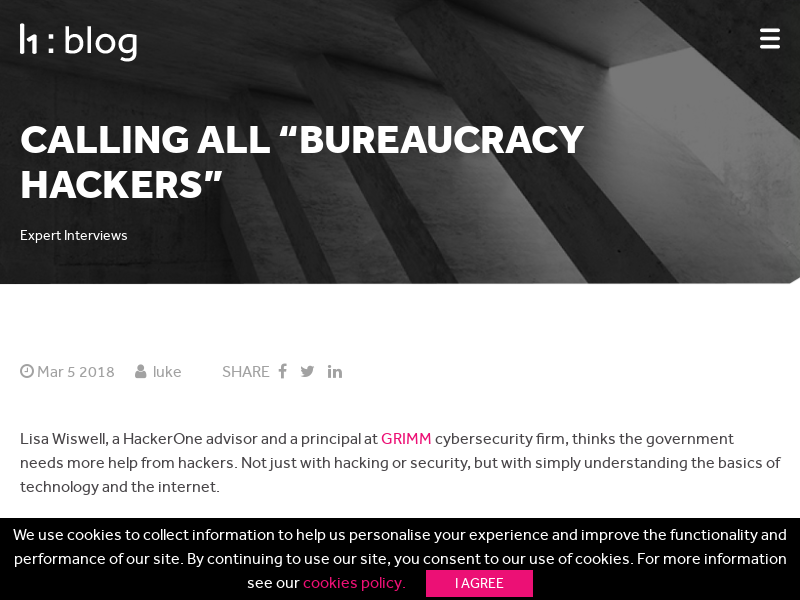 h1 : blog
CALLING ALL “BUREAUCRACY
HACKERS”
Expert Interviews
Mar 5 2018 luke SHARE
Lisa Wiswell, a HackerOne advisor and a principal at GRIMM cybersecurity firm, thinks the government
needs more help from hackers. Not just with hacking or security, but with simply understanding the basics of
technology and the internet.
We use cookies to collect information to help us personalise your experience and improve the functionality and
performance of our site. By continuing to use our site, you consent to our use of cookies. For more information
see our cookies policy. I AGREE